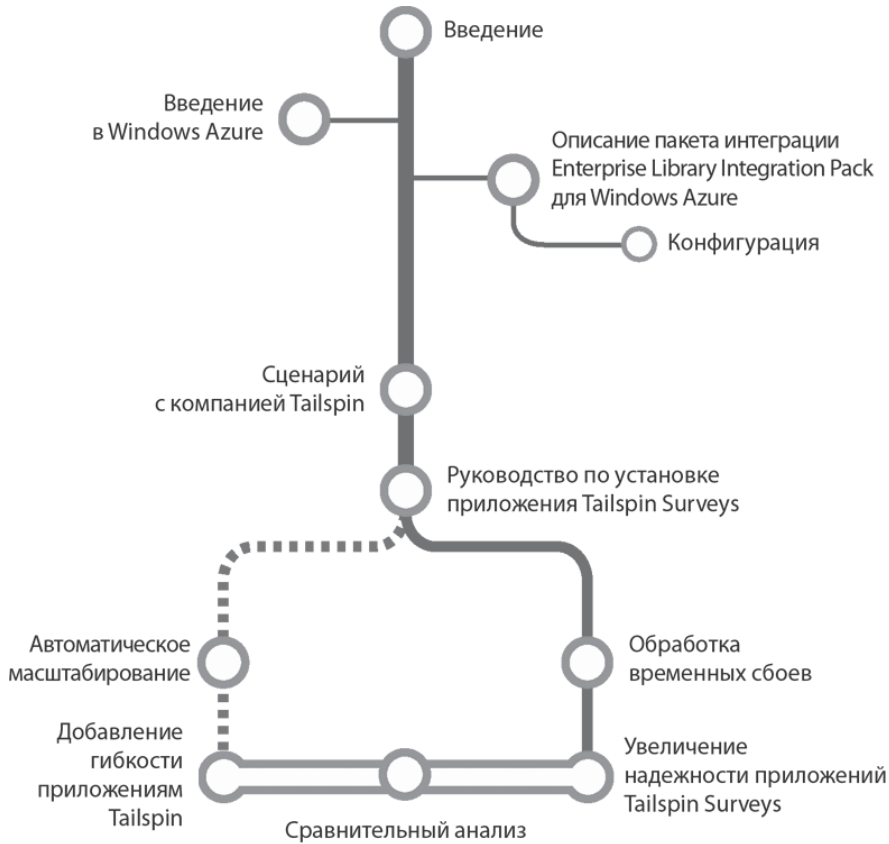 Введение
Введение
в Windows Azure
Описание пакета интеграции
Enterprise Library Integration Pack
для Windows Azure
Конфигурация
Сценарий
с компанией Tailspin
Руководство по установке
приложения Tailspin Surveys
Автоматическое
масштабирование
Обработка
временных сбоев
Добавление
гибкости
приложениям
Tailspin
Увеличение
надежности приложений
Tailspin Surveys
Сравнительный анализ